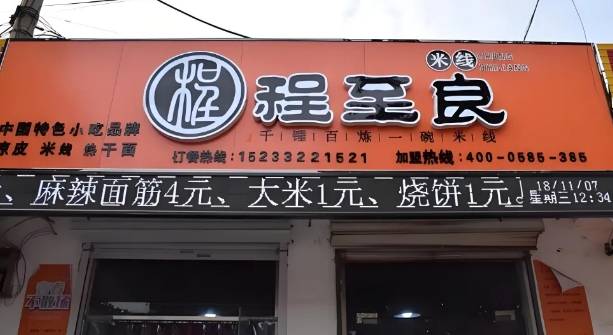 米线
程
程至良
千锤百炼一碗米线
中国特色小吃品牌
凉皮 米线 热干面
订餐热线:15233221521
加盟热线:400-0585-385
、麻辣面筋4元、大米1元、烧饼1元
18/11/07
星期三12:34